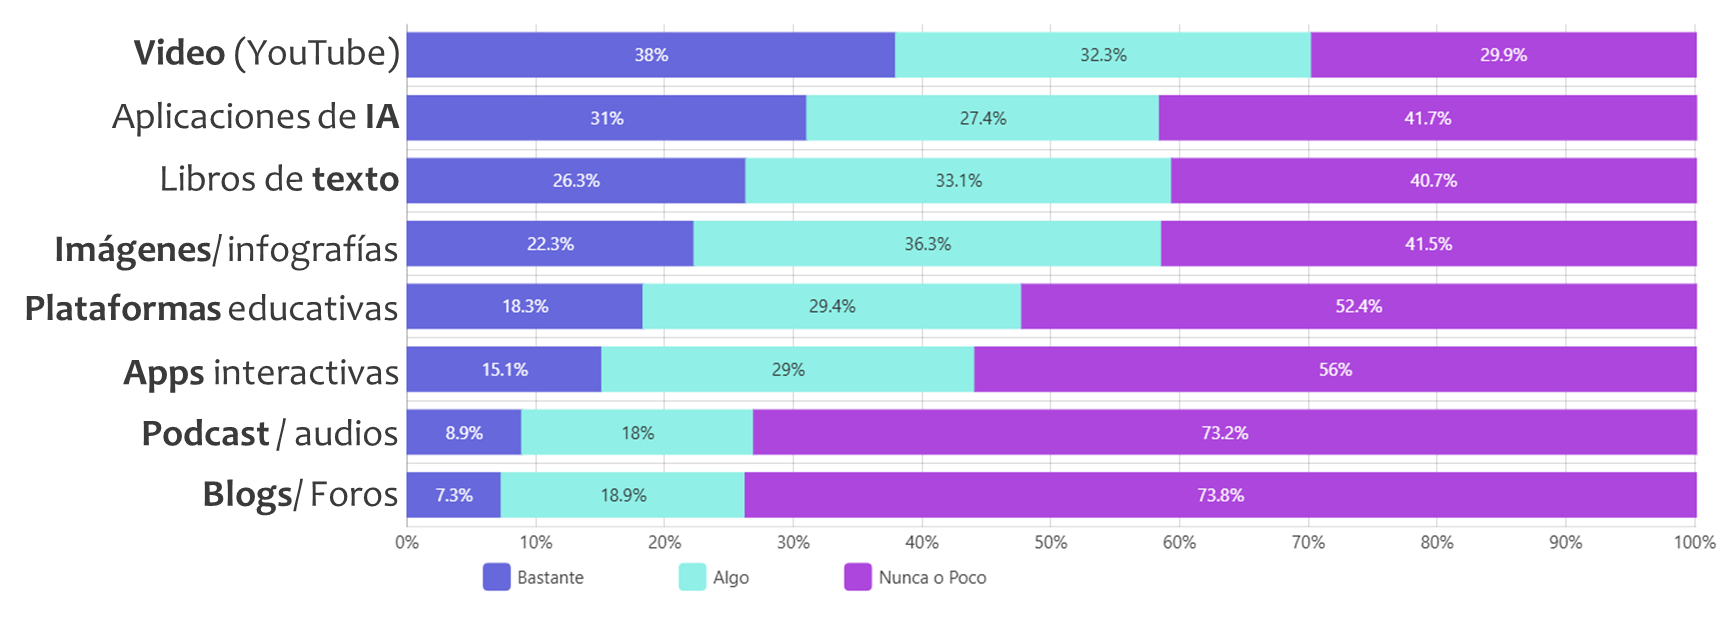 Video (YouTube) 38% 32.3% 29.9%
Aplicaciones de IA 31% 27.4% 41.7%
Libros de texto 26.3% 33.1% 40.7%
Imágenes/ infografías 22.3% 36.3% 41.5%
Plataformas educativas 18.3% 29.4% 52.4%
Apps interactivas 15.1% 29% 56%
Podcast / audios 8.9% 18% 73.2%
Blogs/ Foros 7.3% 18.9% 73.8%
0% 10% 20% 30% 40% 50% 60% 70% 80% 90% 100%
Bastante Algo Nunca o Poco